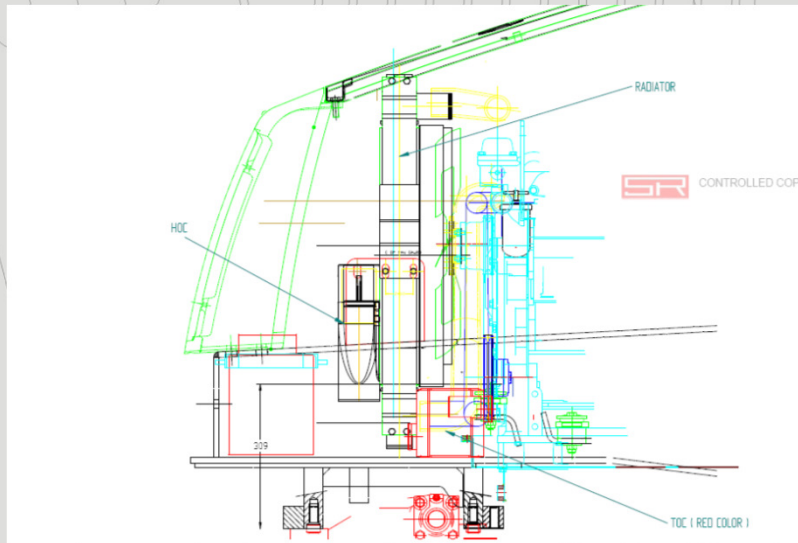 RADIATOR
SR CONTROLLED COP
HOC
309
TOC ( RED COLOR )